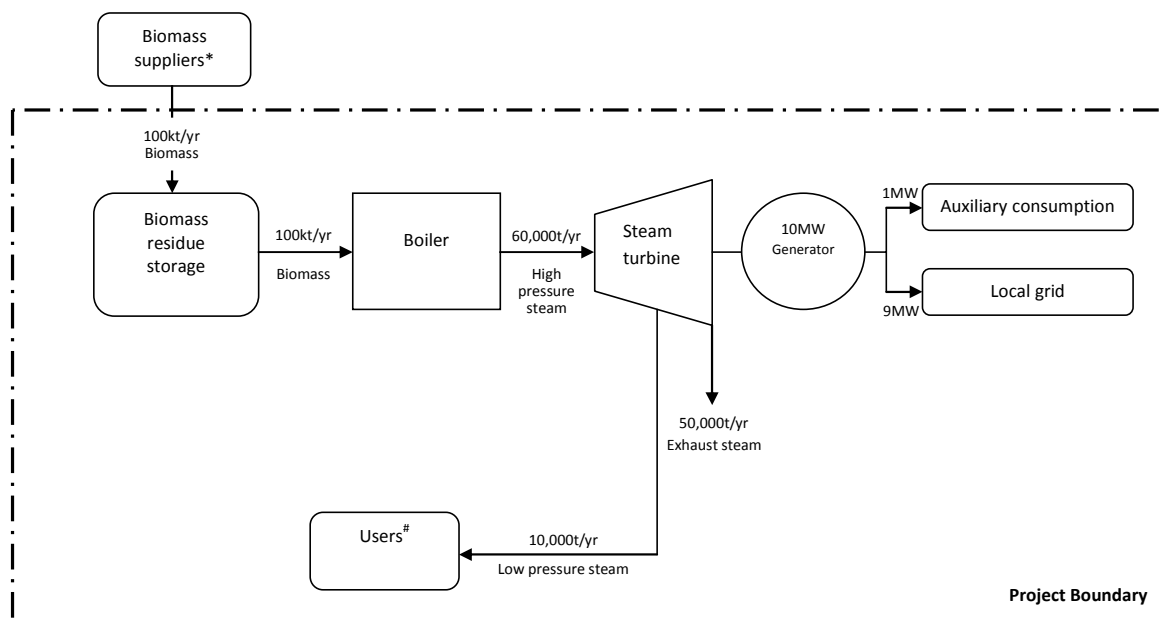 Biomass
suppliers*
100kt/yr
Biomass
Biomass
residue
storage
100kt/yr
Biomass
Boiler
60,000t/yr
High
pressure
steam
Steam
turbine
10MW
Generator
1MW
Auxiliary consumption
Local grid
9MW
50,000t/yr
Exhaust steam
Users#
10,000t/yr
Low pressure steam
Project Boundary